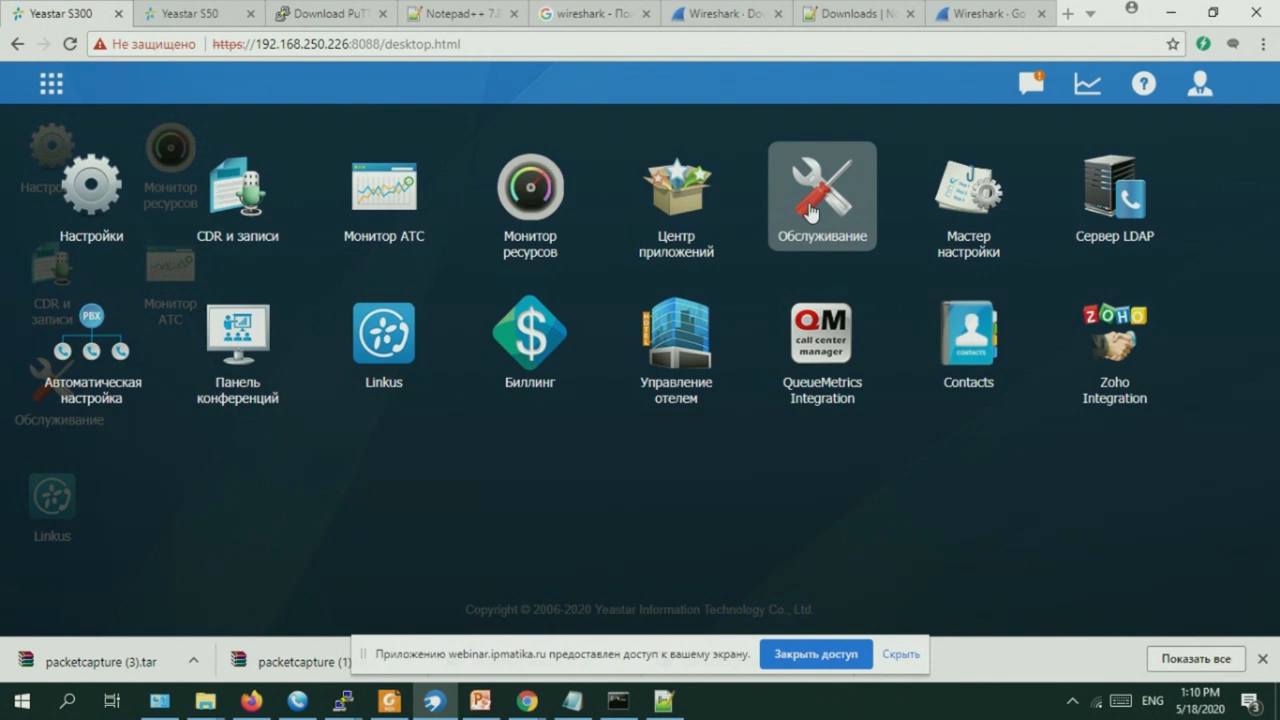 Yeastar S300
Yeastar S50
Download PuTT
Notepad++ 7.8
wireshark - Пои
Wireshark · Do
Downloads | No
Wireshark · Go
Не защищено
https://192.168.250.226:8088/desktop.html
Настройки
CDR и записи
Монитор АТС
Монитор
ресурсов
Центр
приложений
Обслуживание
Мастер
настройки
Сервер LDAP
PBX
Автоматическая
настройка
Панель
конференций
Linkus
$
Биллинг
HOTEL
Управление
отелем
QM
call center
manager
QueueMetrics
Integration
CONTACTS
Contacts
ZOHO
Zoho
Integration
Настро
Монитор
ресурсов
CDR и
записи
Монитор
АТС
Обслуживание
Linkus
Copyright © 2006-2020 Yeastar Information Technology Co., Ltd.
packetcapture (3).tar
packetcapture (1)
Приложению webinar.ipmatika.ru предоставлен доступ к вашему экрану.
Закрыть доступ
Скрыть
Показать все
ENG
1:10 PM
5/18/2020
3